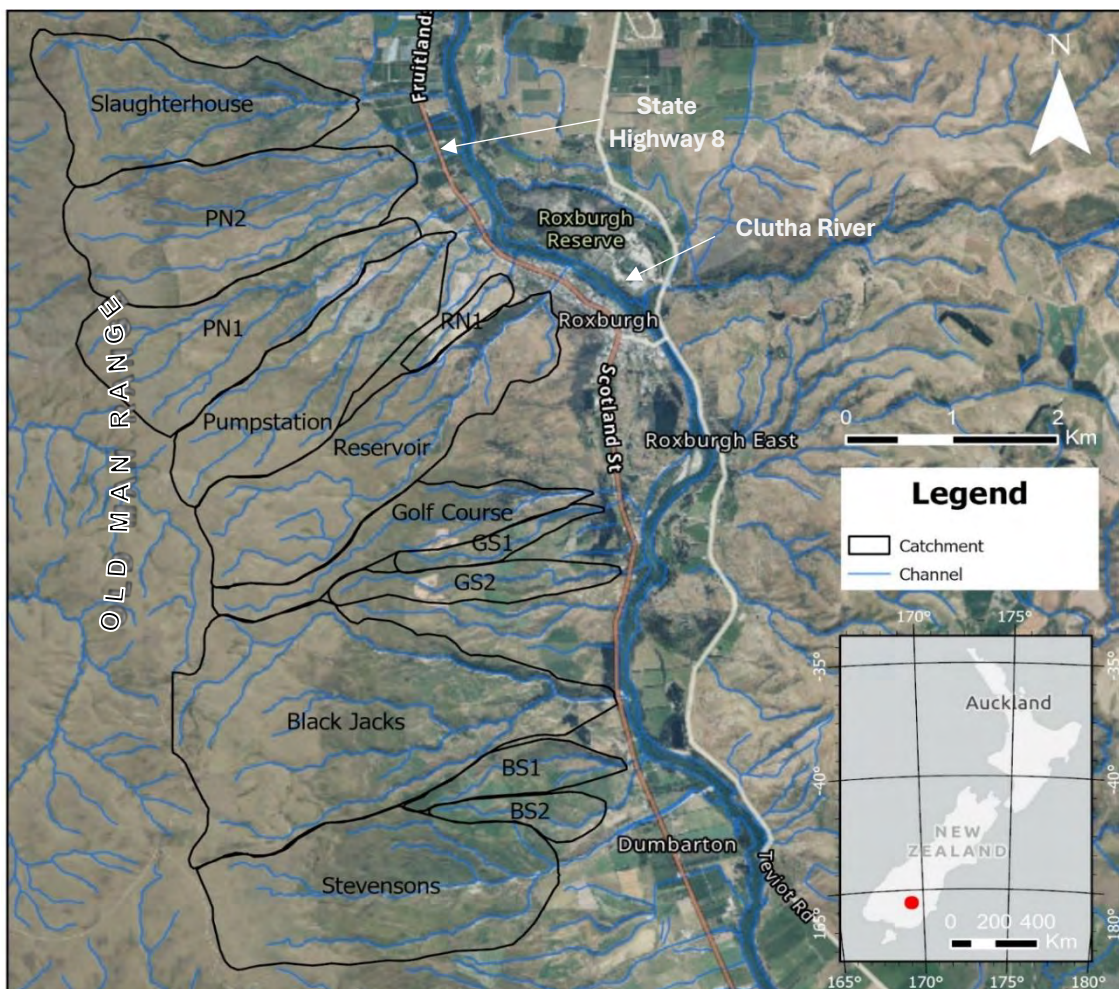 Fruitlands
N
Slaughterhouse
State
Highway 8
PN2
Roxburgh
Reserve
Clutha River
OLD MAN RANGE
PN1
RN1
Roxburgh
Pumpstation
Reservoir
Scotland St
Roxburgh East
0 1 2
Km
Legend
Catchment
Channel
Golf Course
GS1
GS2
Black Jacks
BS1
BS2
Dumbarton
Teviot Rd
Stevensons
170° 175°
-35° -35°
Auckland
-40° -40°
NEW
ZEALAND
0 200 400
Km
165° 180°
165° 170° 175° 180°